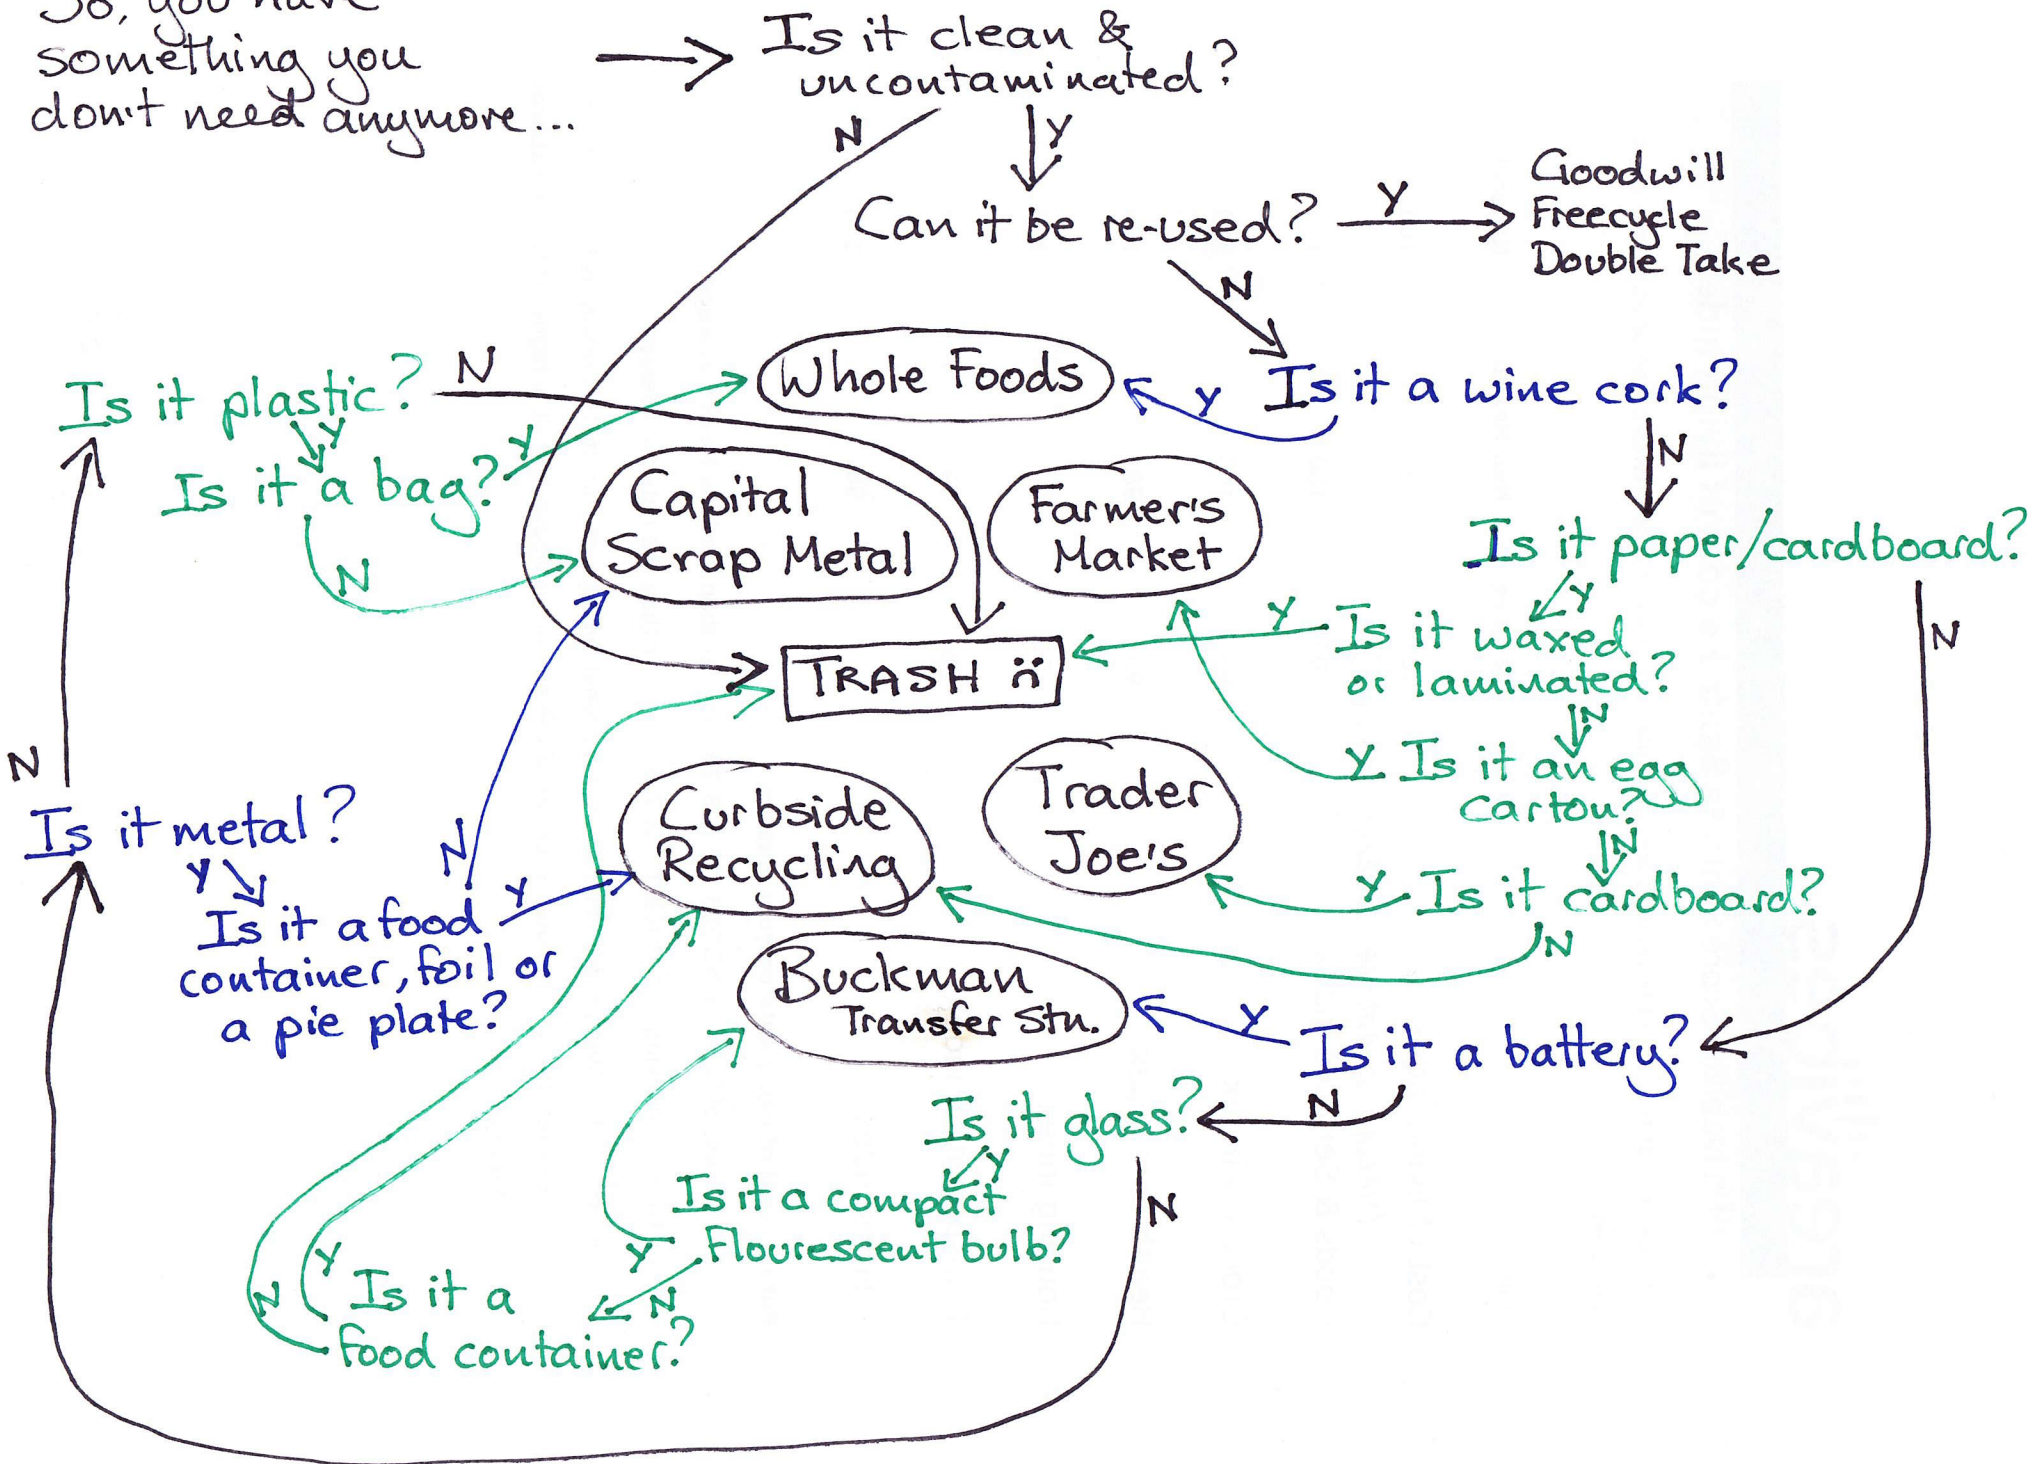 So, you have
something you
don't need anymore...
Is it clean &
uncontaminated?
N
Y
Can it be re-used?
Y
Goodwill
Freecycle
Double Take
N
Is it a wine cork?
Y
Whole Foods
N
Is it plastic?
N
Y
Is it a bag?
Y
N
Capital
Scrap Metal
Farmer's
Market
Is it paper/cardboard?
Y
N
Is it waxed
or laminated?
Y
N
TRASH
Is it an egg
carton?
Y
N
Trader
Joe's
Curbside
Recycling
Is it cardboard?
Y
N
N
Is it metal?
Y
Is it a food
container, foil or
a pie plate?
N
Y
Buckman
Transfer Stn.
Is it a battery?
Y
N
Is it glass?
Y
N
Is it a compact
Flourescent bulb?
Y
N
Is it a
food container?
Y
N